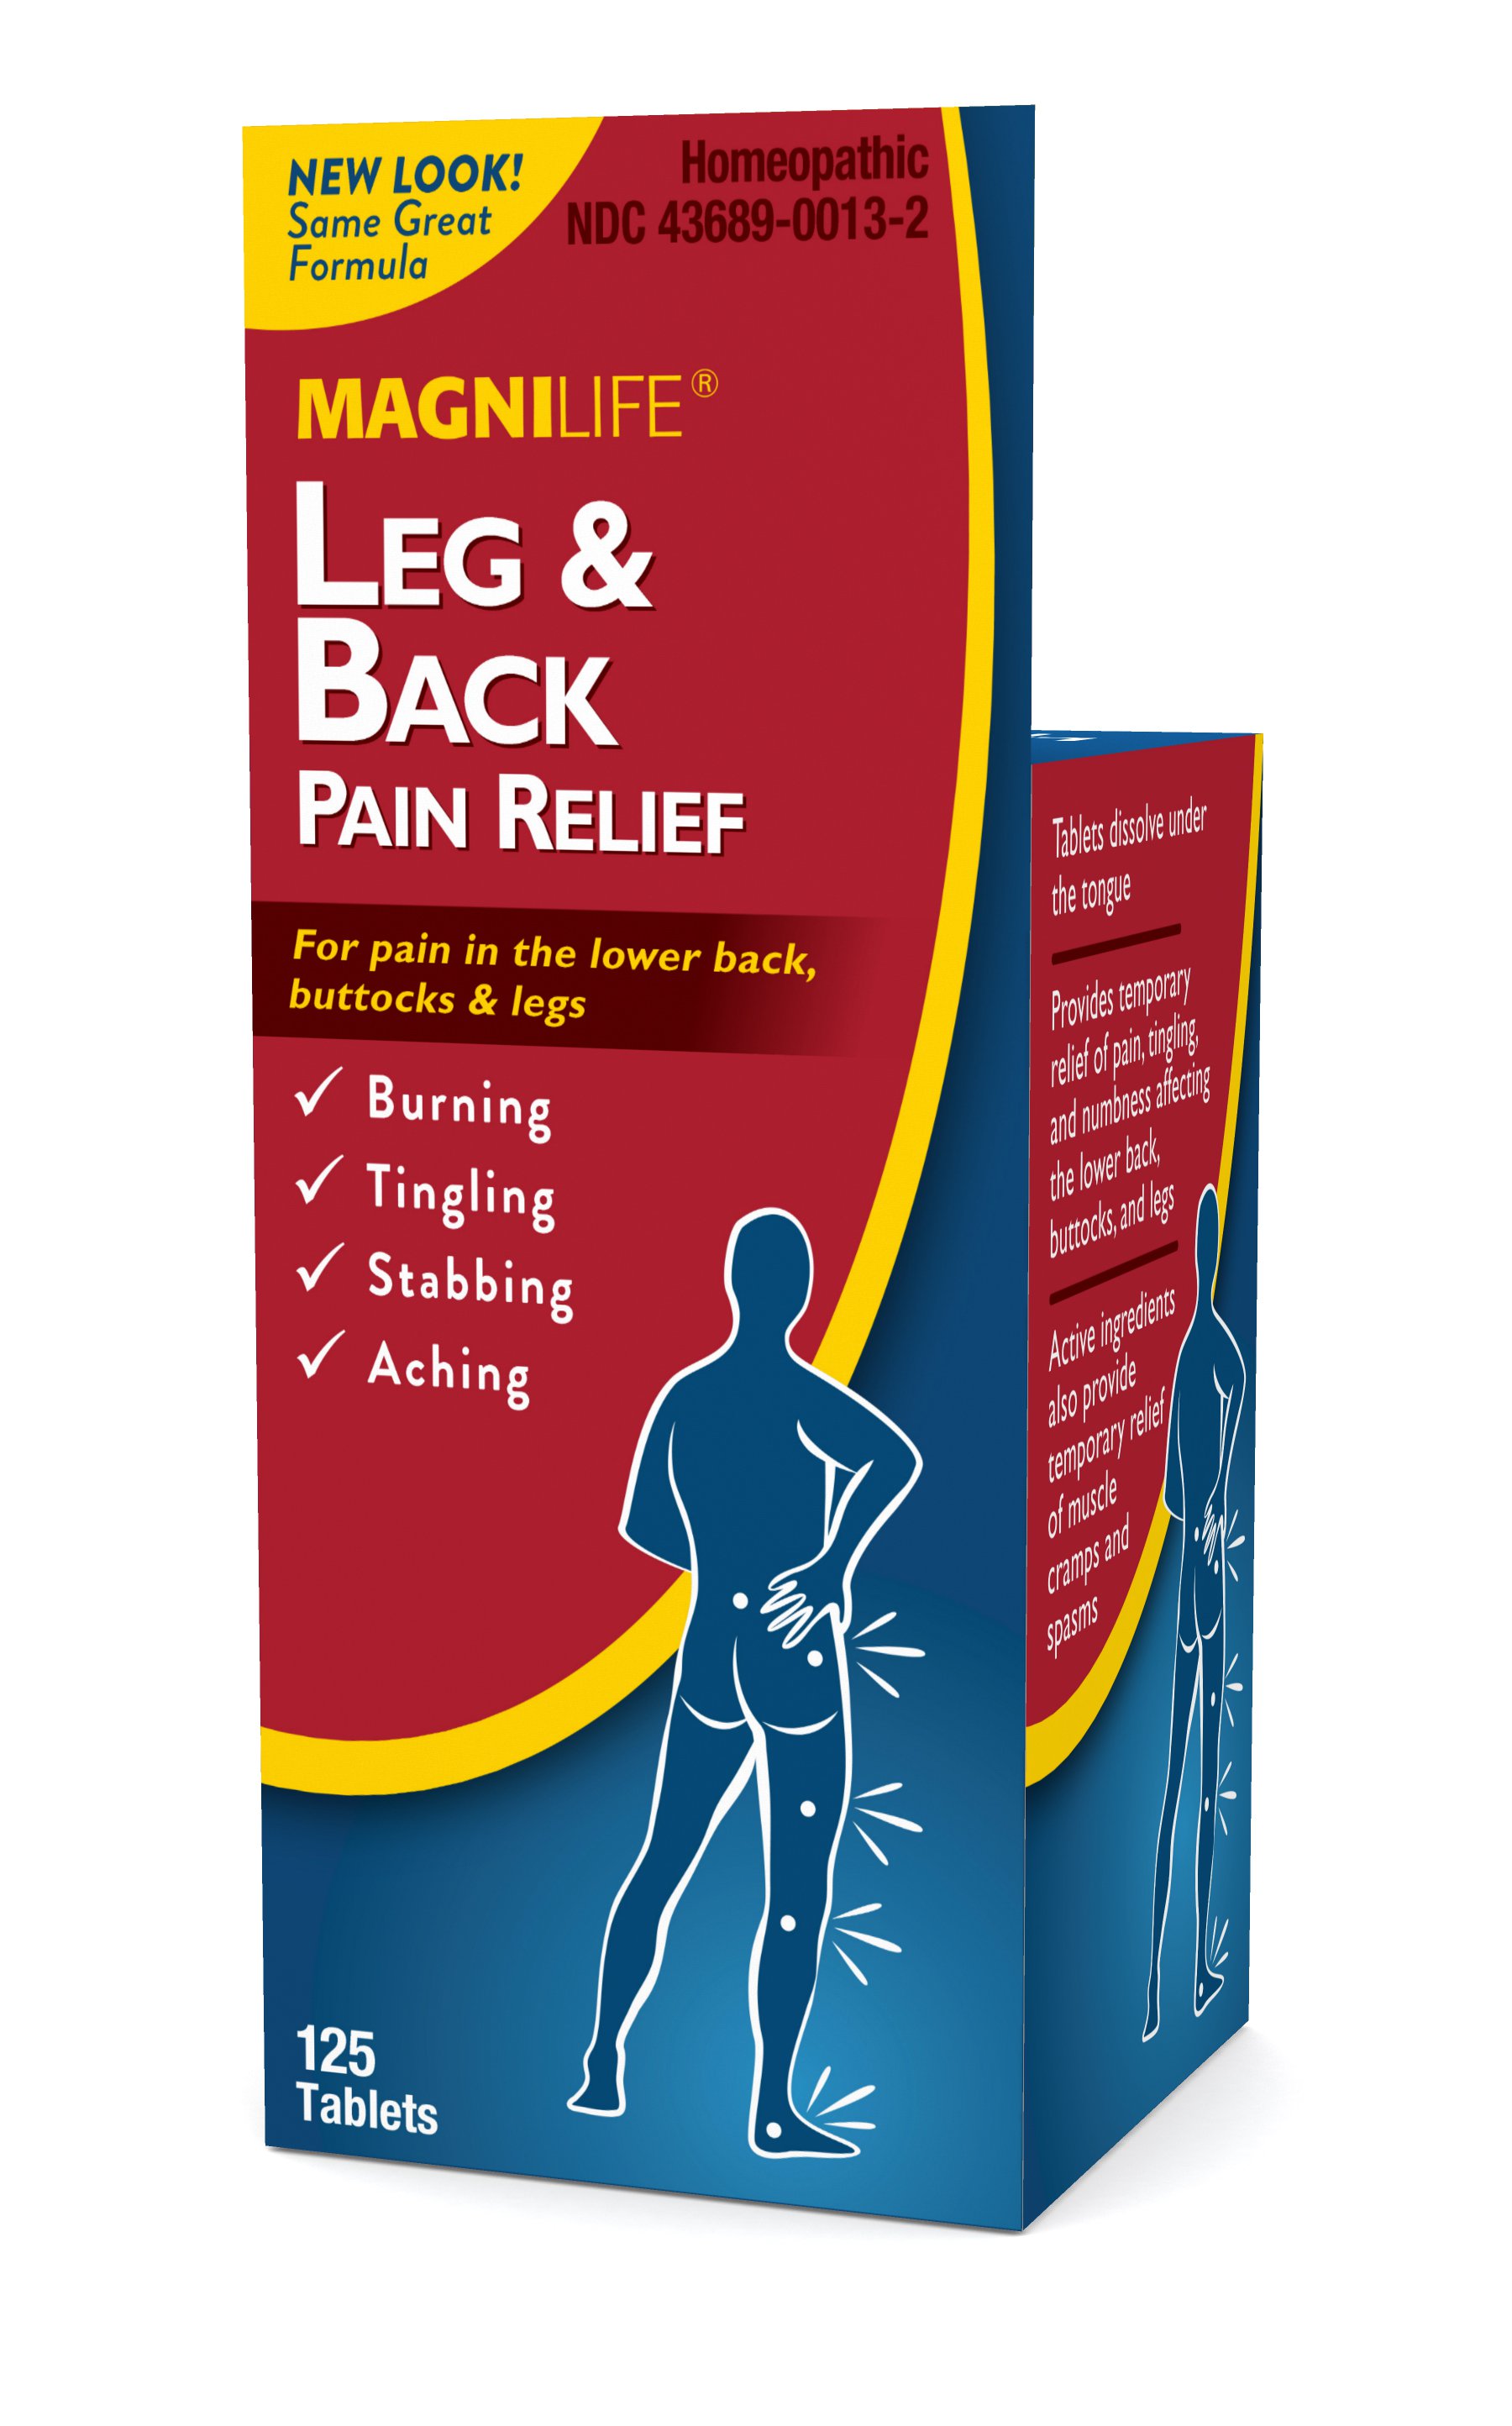 NEW LOOK!
Same Great
Formula
Homeopathic
NDC 43689-0013-2
MAGNILIFE®
LEG &
BACK
PAIN RELIEF
For pain in the lower back,
buttocks & legs
✓ Burning
✓ Tingling
✓ Stabbing
✓ Aching
125
Tablets
Tablets dissolve under
the tongue
Provides temporary
relief of pain, tingling,
and numbness affecting
the lower back,
buttocks, and legs
Active ingredients
also provide
temporary relief
of muscle
cramps and
spasms